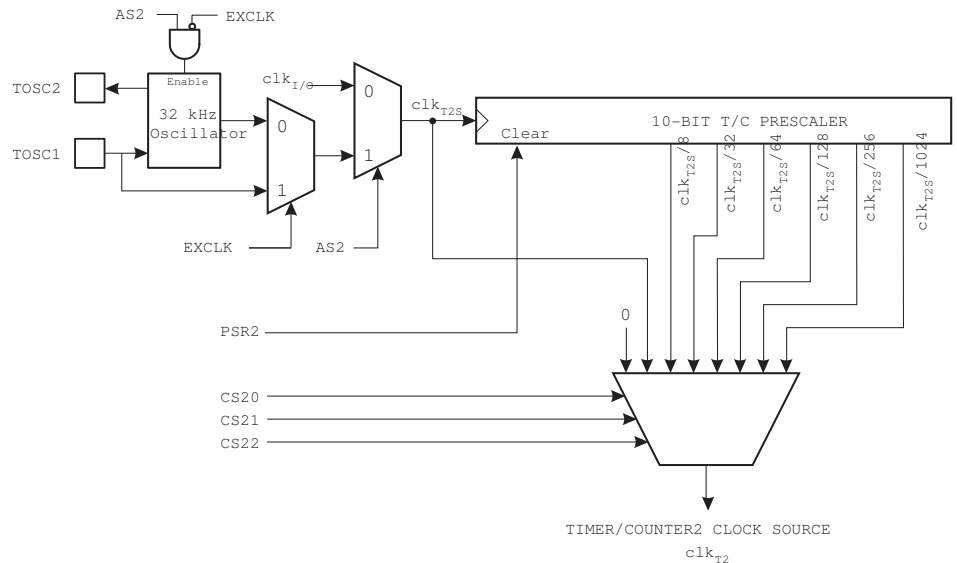 AS2
EXCLK
TOSC2
TOSC1
Enable
32 kHz
Oscillator
clkI/O
0
1
0
1
EXCLK
AS2
clkT2S
10-BIT T/C PRESCALER
Clear
clkT2S/8
clkT2S/32
clkT2S/64
clkT2S/128
clkT2S/256
clkT2S/1024
PSR2
0
CS20
CS21
CS22
TIMER/COUNTER2 CLOCK SOURCE
clkT2